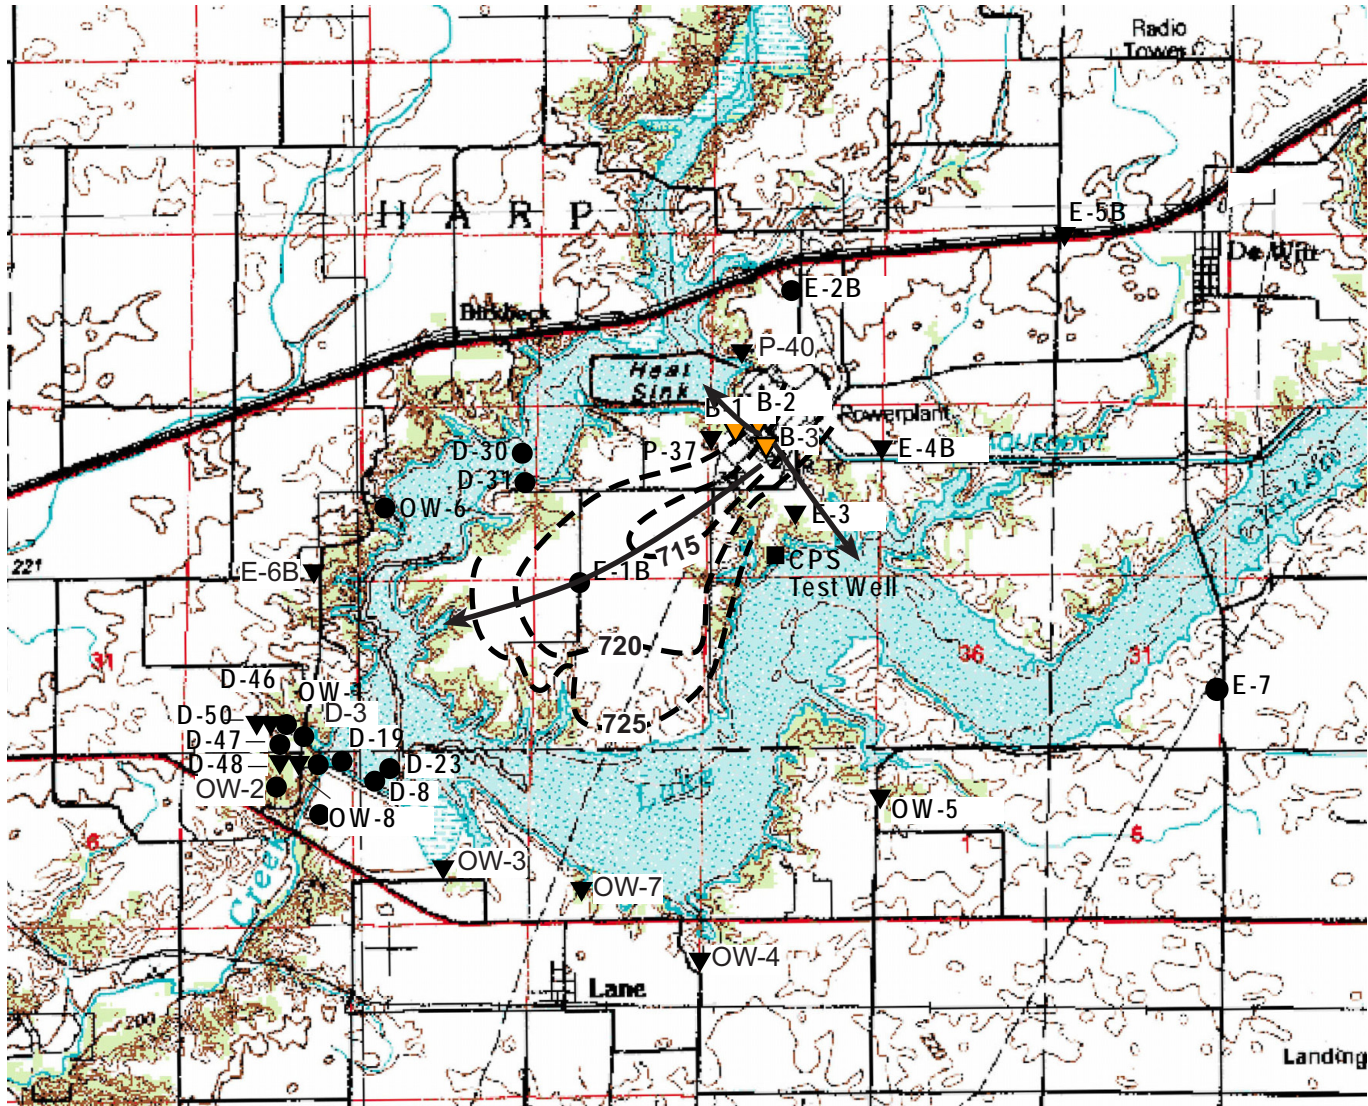 Radio
Tower
225
H A R P
E-5B
De Witt
E-2B
Birkbeck
P-40
Heat
Sink
B-1
B-2
Powerplant
B-3
P-37
E-4B
D-30
D-31
OW-6
E-3
715
221
E-6B
E-1B
CPS
Test Well
720
36
31
31
D-46
OW-1
E-7
D-50
D-3
725
D-47
D-19
D-48
D-23
OW-2
D-8
Lake
OW-8
OW-5
6
1
6
OW-3
OW-7
Creek
OW-4
Lane
200
220
Landing